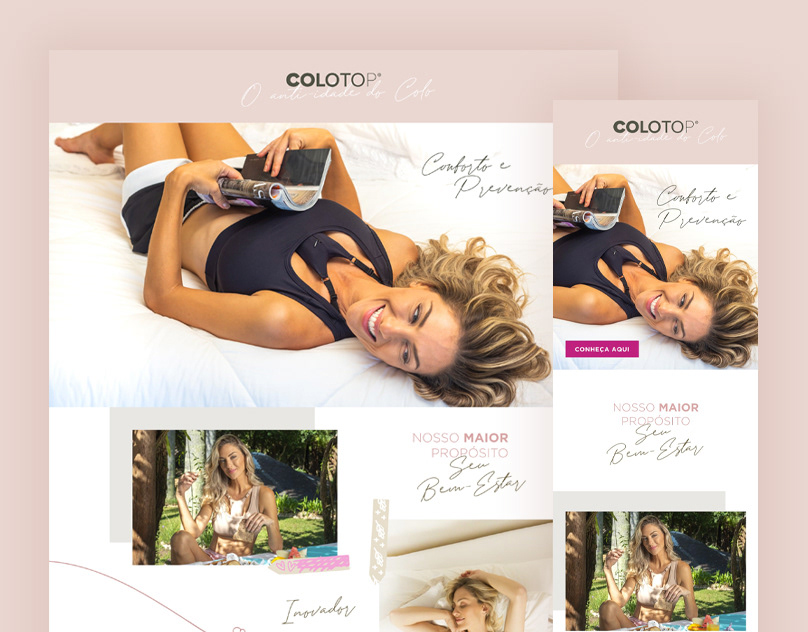 COLOTOP®
O anti-idade do Colo
Conforto e
Prevenção
NOSSO MAIOR
PROPÓSITO
Seu
Bem-Estar
Inovador
COLOTOP®
O anti-idade do Colo
Conforto e
Prevenção
CONHEÇA AQUI
NOSSO MAIOR
PROPÓSITO
Seu
Bem-Estar